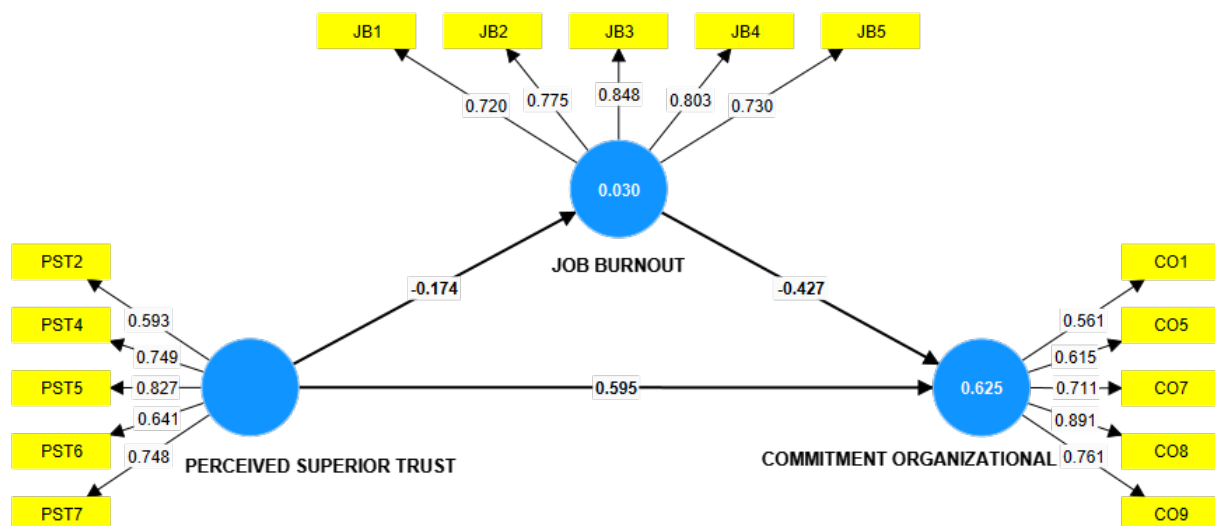 JB1 JB2 JB3 JB4 JB5
0.720 0.775 0.848 0.803 0.730
0.030
JOB BURNOUT
PST2
PST4
PST5
PST6
PST7
0.593
0.749
0.827
0.641
0.748
-0.174
-0.427
0.595
PERCEIVED SUPERIOR TRUST
0.625
COMMITMENT ORGANIZATIONAL
0.561
0.615
0.711
0.891
0.761
CO1
CO5
CO7
CO8
CO9